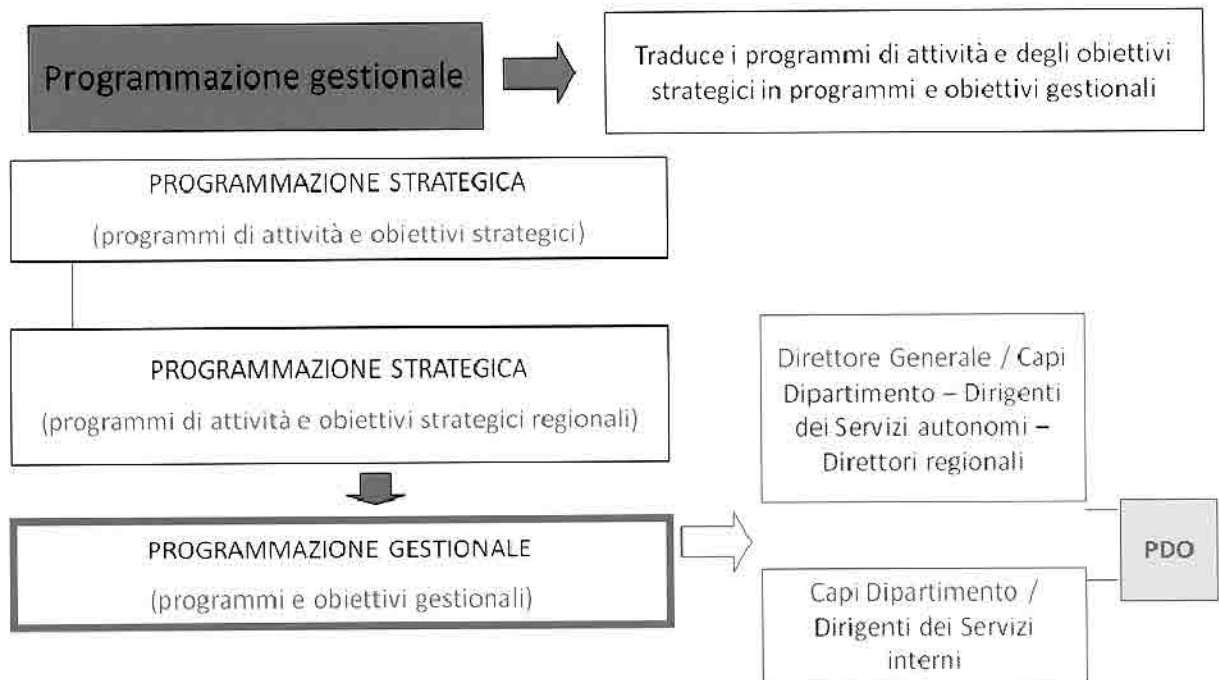 Programmazione gestionale
Traduce i programmi di attività e degli obiettivi
strategici in programmi e obiettivi gestionali
PROGRAMMAZIONE STRATEGICA
(programmi di attività e obiettivi strategici)
PROGRAMMAZIONE STRATEGICA
(programmi di attività e obiettivi strategici regionali)
Direttore Generale / Capi
Dipartimento – Dirigenti
dei Servizi autonomi –
Direttori regionali
PROGRAMMAZIONE GESTIONALE
(programmi e obiettivi gestionali)
PDO
Capi Dipartimento /
Dirigenti dei Servizi
interni